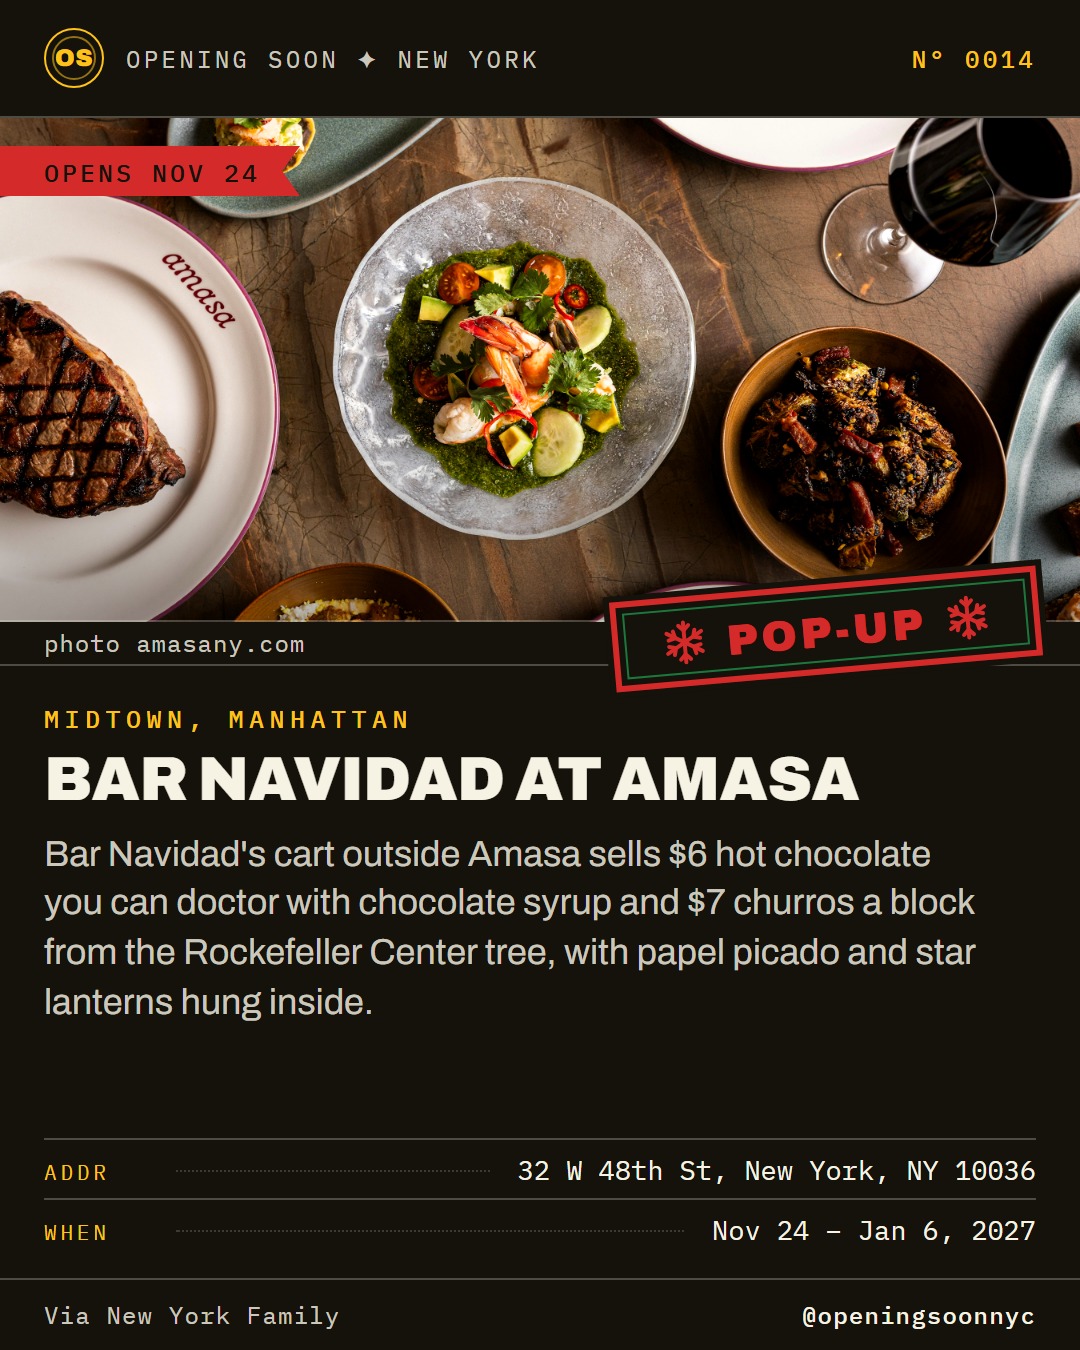 OS OPENING SOON ✦ NEW YORK
N° 0014
OPENS NOV 24
amasa
photo amasany.com
POP-UP
MIDTOWN, MANHATTAN
BAR NAVIDAD AT AMASA
Bar Navidad's cart outside Amasa sells $6 hot chocolate
you can doctor with chocolate syrup and $7 churros a block
from the Rockefeller Center tree, with papel picado and star
lanterns hung inside.
ADDR 32 W 48th St, New York, NY 10036
WHEN Nov 24 – Jan 6, 2027
Via New York Family
@openingsoonnyc